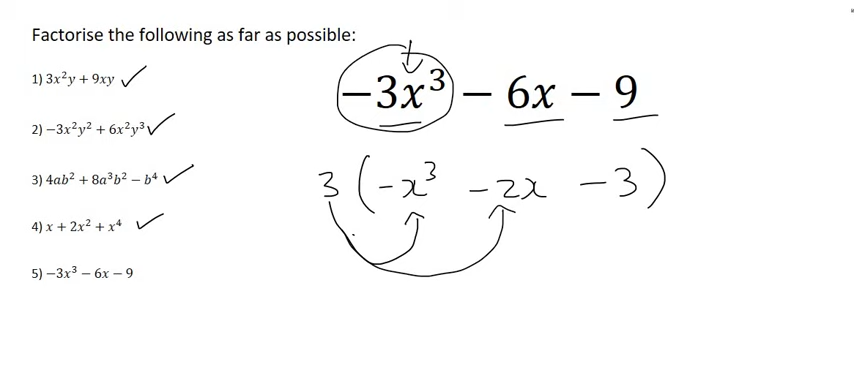 Factorise the following as far as possible:
1) 3x²y + 9xy
2) −3x²y² + 6x²y³
3) 4ab² + 8a³b² − b⁴
4) x + 2x² + x⁴
5) −3x³ − 6x − 9
−3x³ − 6x − 9
3 (−x³ −2x −3)